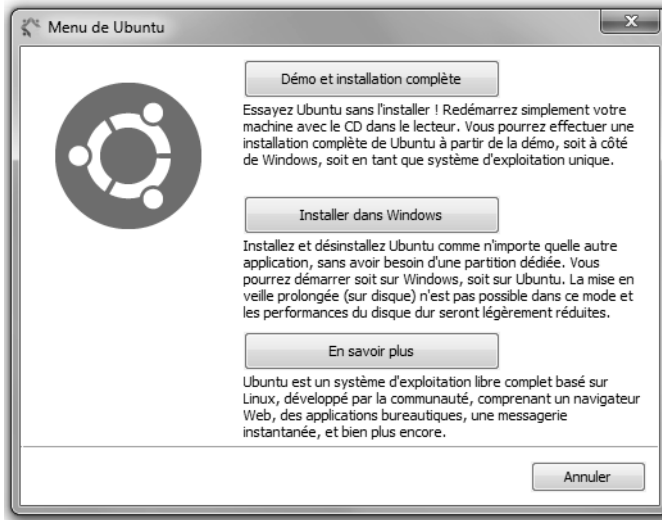 Menu de Ubuntu
Démo et installation complète
Essayez Ubuntu sans l'installer ! Redémarrez simplement votre
machine avec le CD dans le lecteur. Vous pourrez effectuer une
installation complète de Ubuntu à partir de la démo, soit à côté
de Windows, soit en tant que système d'exploitation unique.
Installer dans Windows
Installez et désinstallez Ubuntu comme n'importe quelle autre
application, sans avoir besoin d'une partition dédiée. Vous
pourrez démarrer soit sur Windows, soit sur Ubuntu. La mise en
veille prolongée (sur disque) n'est pas possible dans ce mode et
les performances du disque dur seront légèrement réduites.
En savoir plus
Ubuntu est un système d'exploitation libre complet basé sur
Linux, développé par la communauté, comprenant un navigateur
Web, des applications bureautiques, une messagerie
instantanée, et bien plus encore.
Annuler